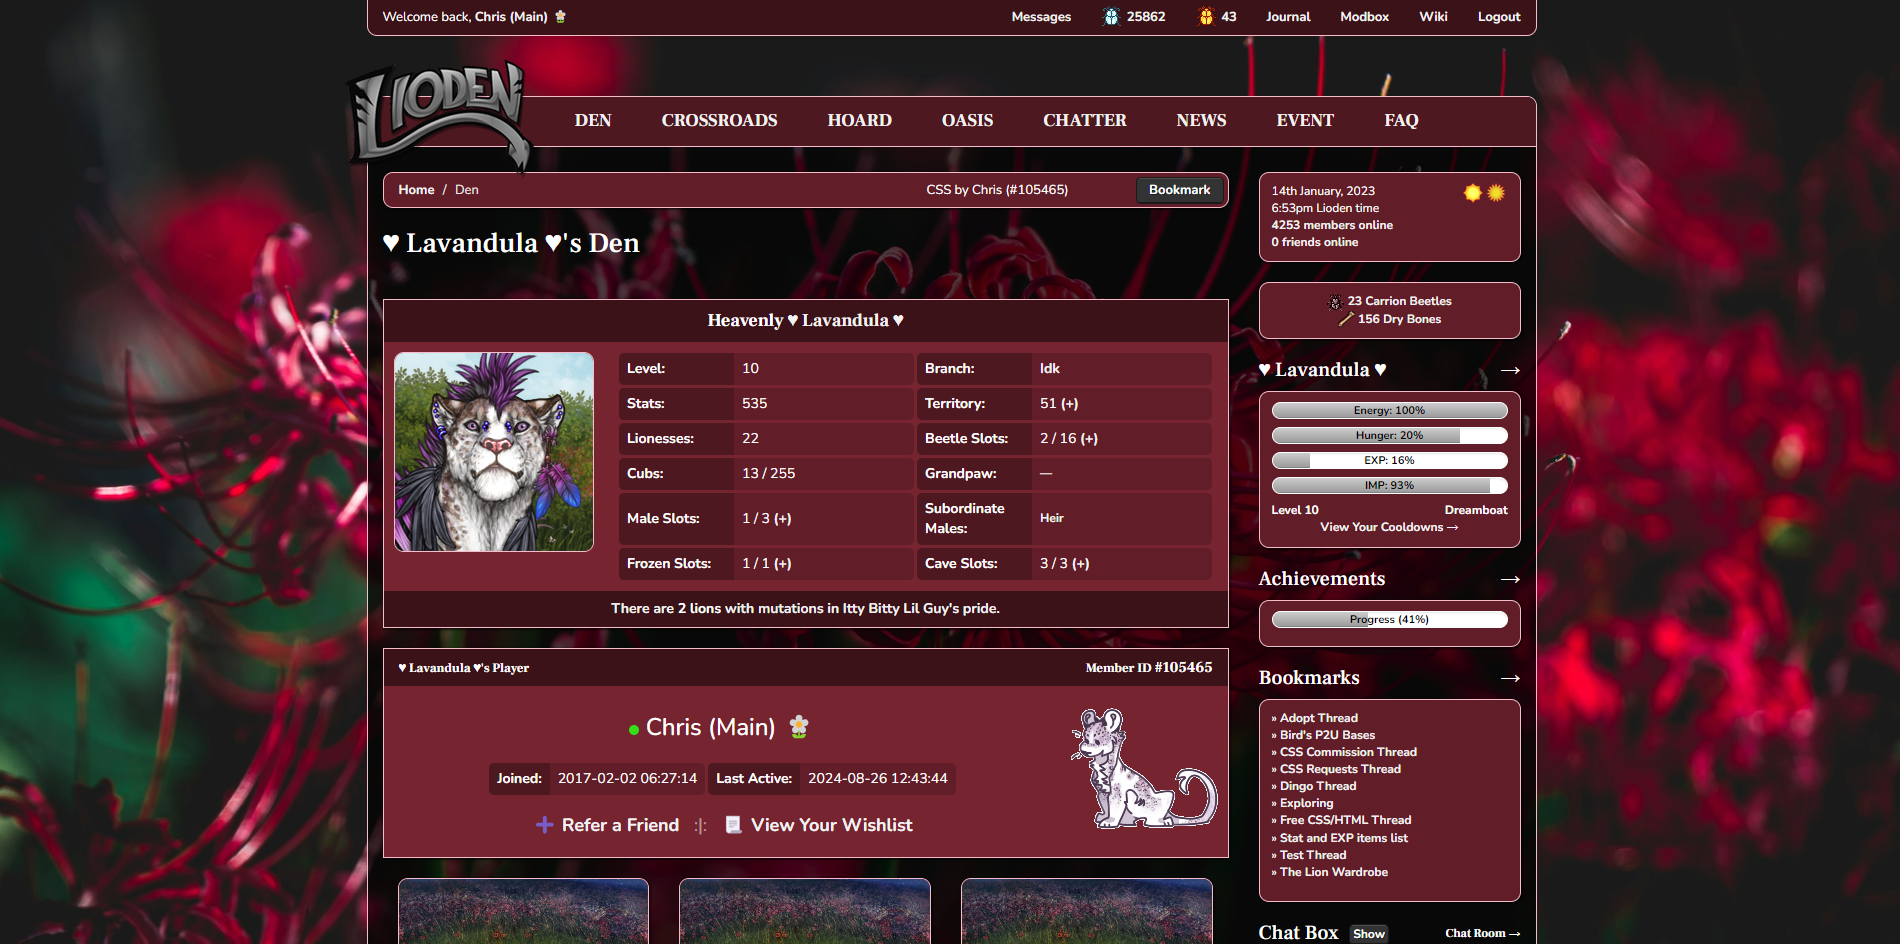 Welcome back, Chris (Main)
Messages
25862
43
Journal
Modbox
Wiki
Logout
LIODEN
DEN
CROSSROADS
HOARD
OASIS
CHATTER
NEWS
EVENT
FAQ
Home / Den
CSS by Chris (#105465)
Bookmark
♥ Lavandula ♥'s Den
Heavenly ♥ Lavandula ♥
Level: 10
Branch: Idk
Stats: 535
Territory: 51 (+)
Lionesses: 22
Beetle Slots: 2 / 16 (+)
Cubs: 13 / 255
Grandpaw: —
Male Slots: 1 / 3 (+)
Subordinate
Males: Heir
Frozen Slots: 1 / 1 (+)
Cave Slots: 3 / 3 (+)
There are 2 lions with mutations in Itty Bitty Lil Guy's pride.
♥ Lavandula ♥'s Player
Member ID #105465
Chris (Main)
Joined: 2017-02-02 06:27:14
Last Active: 2024-08-26 12:43:44
Refer a Friend :|: View Your Wishlist
14th January, 2023
6:53pm Lioden time
4253 members online
0 friends online
23 Carrion Beetles
156 Dry Bones
♥ Lavandula ♥ →
Energy: 100%
Hunger: 20%
EXP: 16%
IMP: 93%
Level 10
Dreamboat
View Your Cooldowns →
Achievements →
Progress (41%)
Bookmarks →
» Adopt Thread
» Bird's P2U Bases
» CSS Commission Thread
» CSS Requests Thread
» Dingo Thread
» Exploring
» Free CSS/HTML Thread
» Stat and EXP items list
» Test Thread
» The Lion Wardrobe
Chat Box Show
Chat Room →